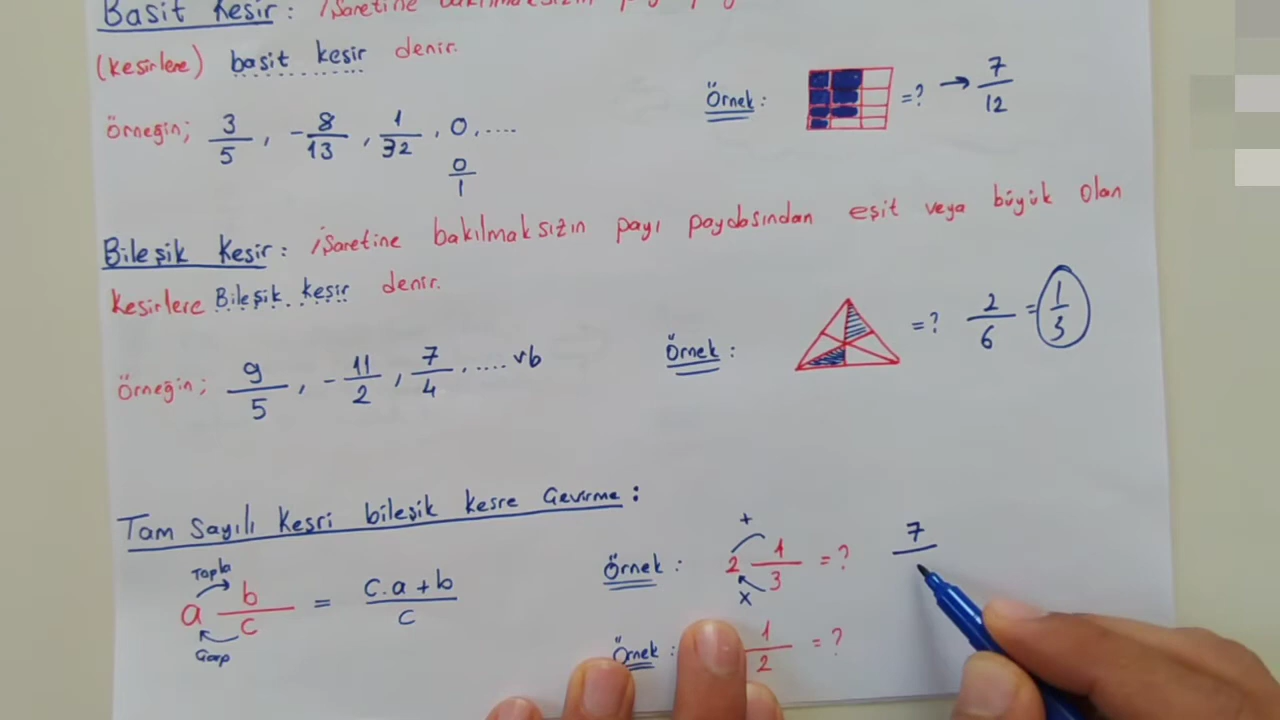 Basit Kesir : İşaretine bakılmaksızın
(Kesirlere) basit kesir denir.
Örneğin; 3/5, -8/13, 1/32, 0, ....
0/1
Örnek : =? → 7/12
Bileşik Kesir : İşaretine bakılmaksızın payı paydasından eşit veya büyük olan
Kesirlere Bileşik kesir denir.
Örneğin; 9/5, -11/2, 7/4, .... vb
Örnek : =? 2/6 = 1/3
Tam Sayılı Kesri bileşik kesre Çevirme :
Topla
a b/c = c.a+b/c
Çarp
Örnek : 2 1/3 = ? 7
+
x
Örnek : 1/2 = ?